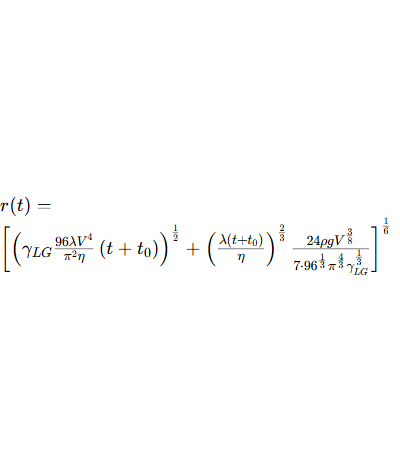 r(t) =
[(γ_{LG} \frac{96λV^4}{π^2η} (t + t_0))^{\frac{1}{2}} + (\frac{λ(t+t_0)}{η})^{\frac{2}{3}} \frac{24ρgV^{\frac{3}{8}}}{7·96^{\frac{1}{3}}π^{\frac{4}{3}}γ_{LG}^{\frac{1}{3}}}]^{\frac{1}{6}}